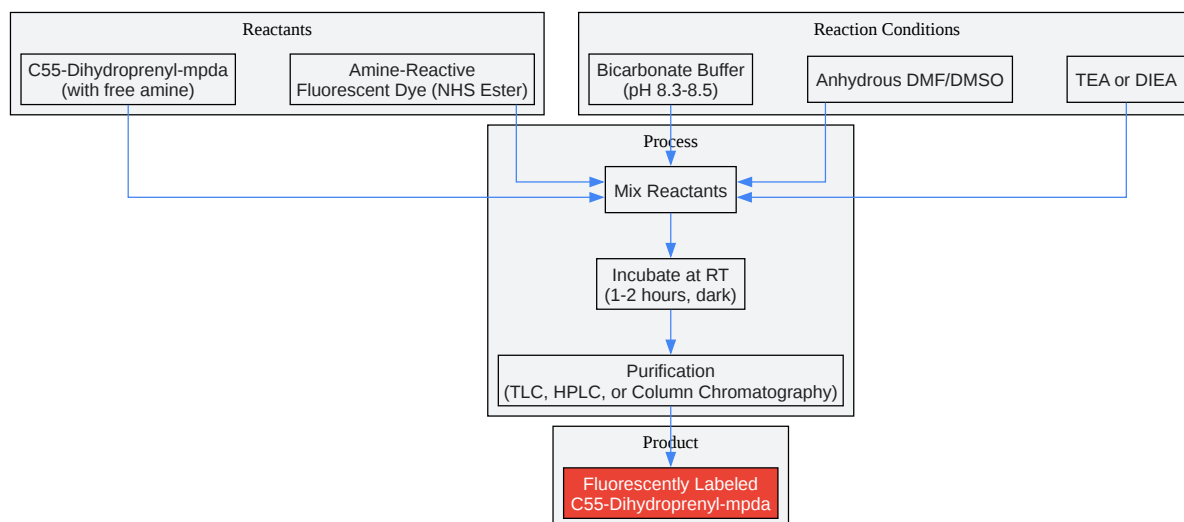 Reactants
C55-Dihydroprenyl-mpda
(with free amine)
Amine-Reactive
Fluorescent Dye (NHS Ester)
Reaction Conditions
Bicarbonate Buffer
(pH 8.3-8.5)
Anhydrous DMF/DMSO
TEA or DIEA
Process
Mix Reactants
Incubate at RT
(1-2 hours, dark)
Purification
(TLC, HPLC, or Column Chromatography)
Product
Fluorescently Labeled
C55-Dihydroprenyl-mpda